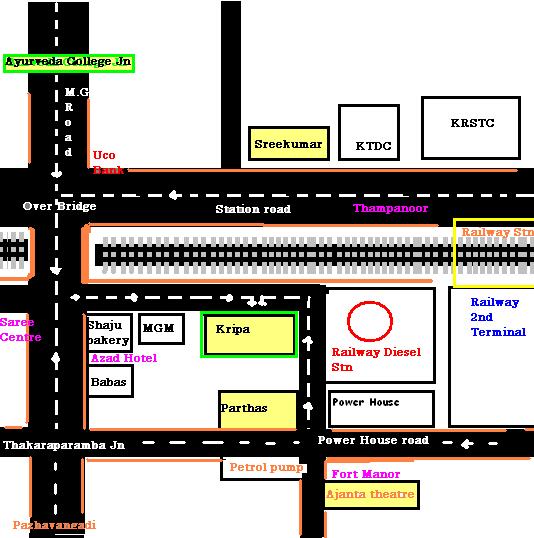 Ayurveda College Jn
M.G
R
o
a
d
Uco
Bank
Sreekumar
KTDC
KRSTC
Over Bridge
Station road
Thampanoor
Railway Stn
Saree
Centre
Shaju
bakery
MGM
Kripa
Azad Hotel
Babas
Railway Diesel
Stn
Railway
2nd
Terminal
Parthas
Power House
Thakaraparamba Jn
Power House road
Petrol pump
Fort Manor
Ajanta theatre
Pazhavangadi